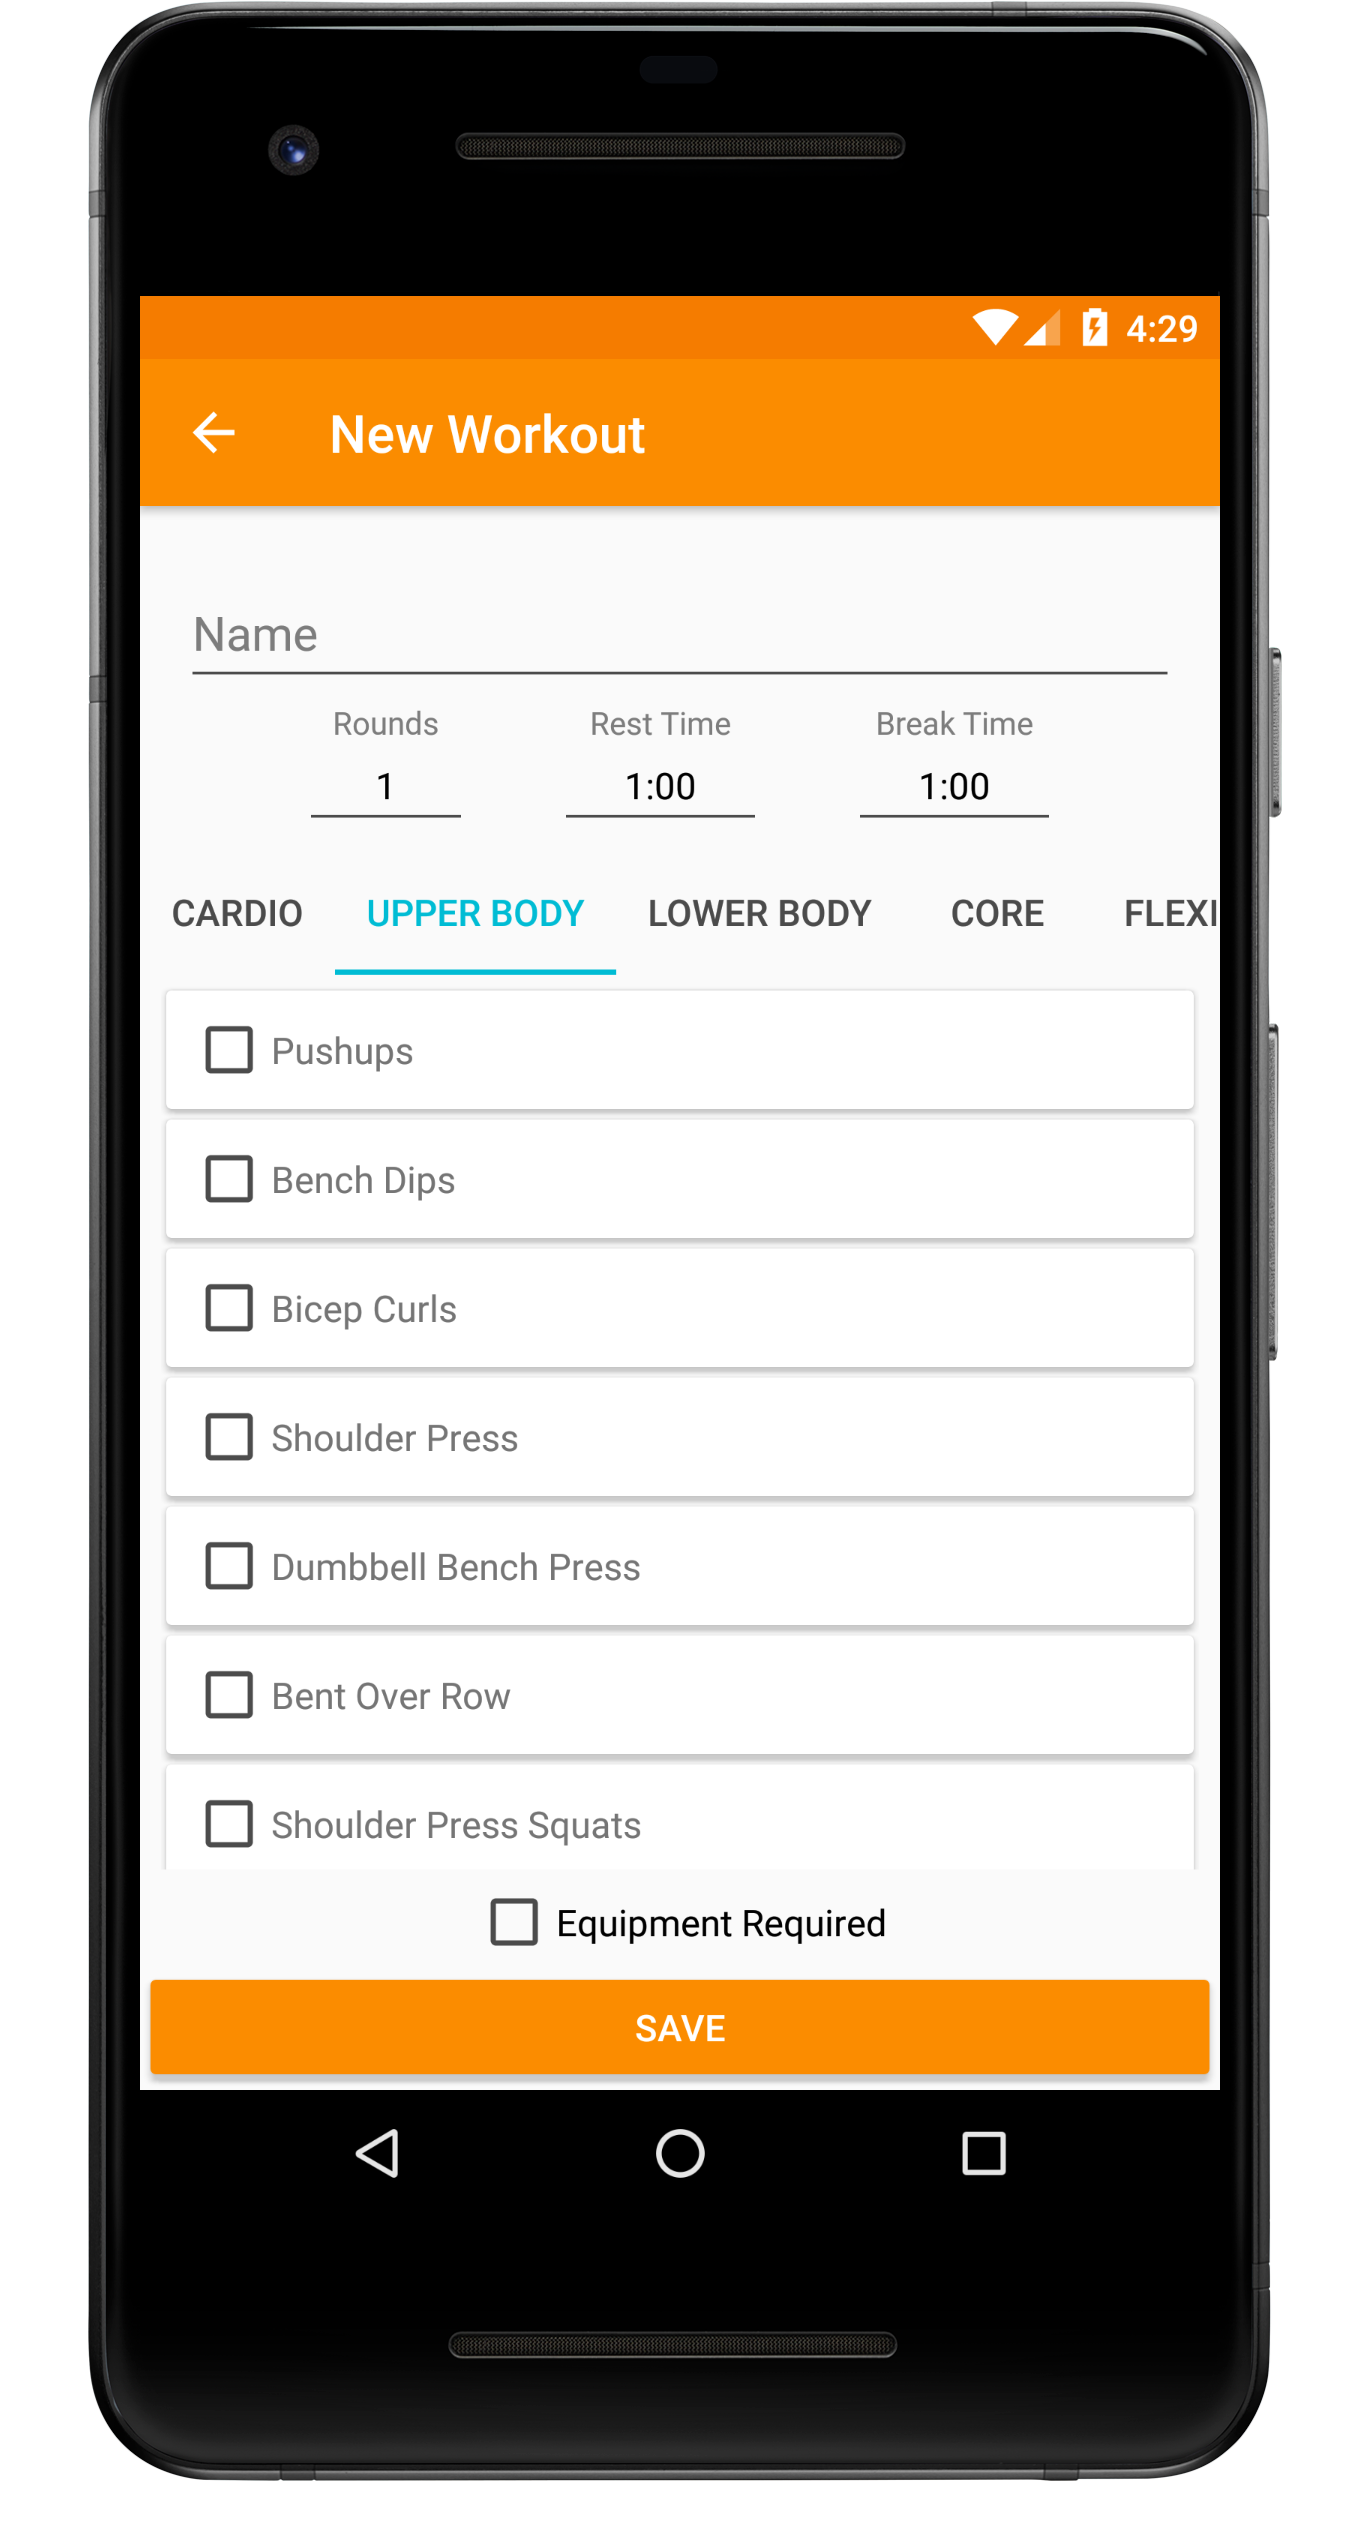 4:29
New Workout
Name
Rounds Rest Time Break Time
1 1:00 1:00
CARDIO UPPER BODY LOWER BODY CORE FLEXI
Pushups
Bench Dips
Bicep Curls
Shoulder Press
Dumbbell Bench Press
Bent Over Row
Shoulder Press Squats
Equipment Required
SAVE